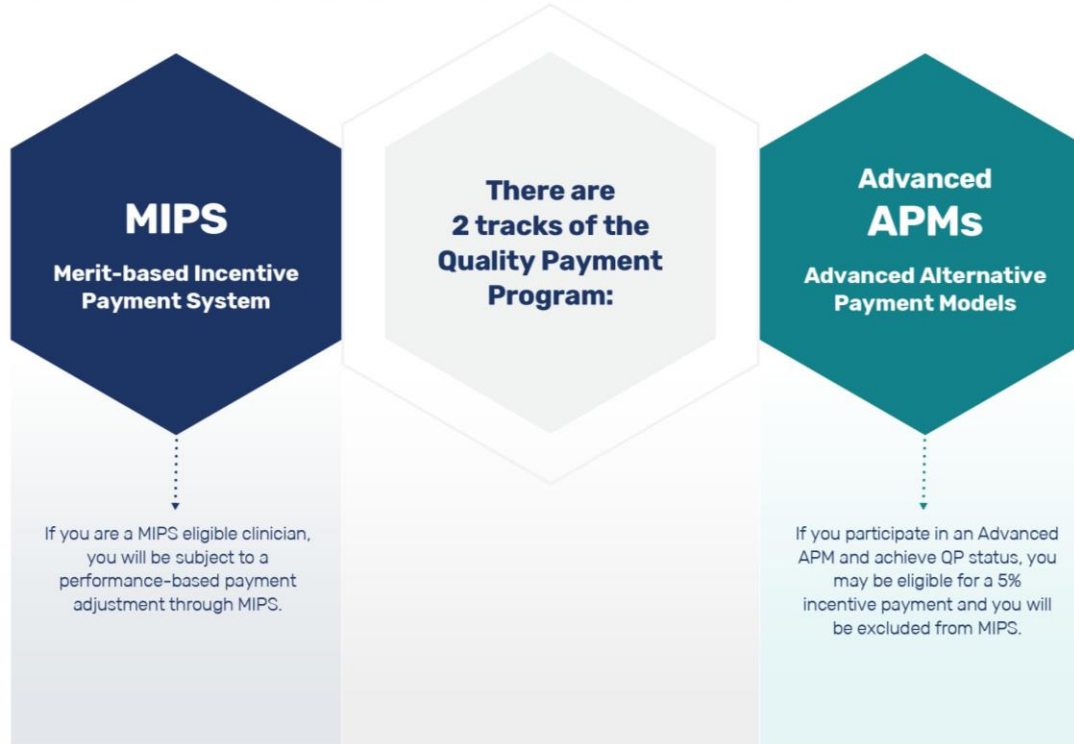 MIPS
Merit-based Incentive
Payment System
If you are a MIPS eligible clinician,
you will be subject to a
performance-based payment
adjustment through MIPS.
There are
2 tracks of the
Quality Payment
Program:
Advanced
APMs
Advanced Alternative
Payment Models
If you participate in an Advanced
APM and achieve QP status, you
may be eligible for a 5%
incentive payment and you will
be excluded from MIPS.